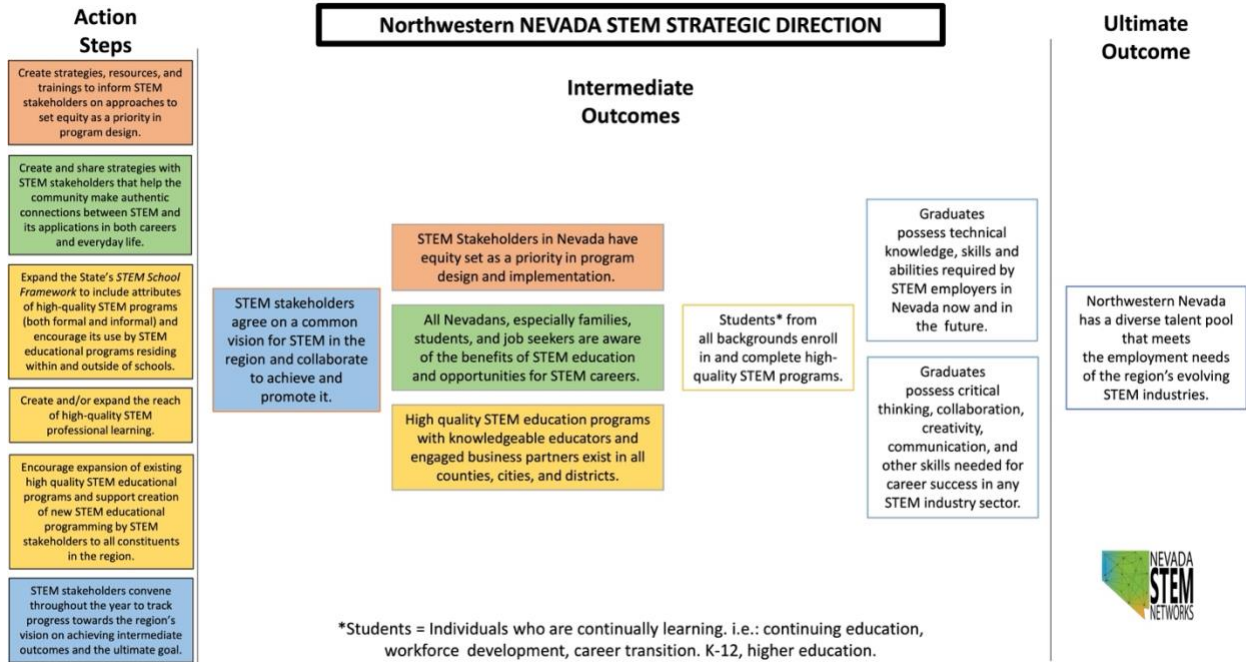 Action
Steps
Create strategies, resources, and
trainings to inform STEM
stakeholders on approaches to
set equity as a priority in
program design.
Create and share strategies with
STEM stakeholders that help the
community make authentic
connections between STEM and
its applications in both careers
and everyday life.
Expand the State's STEM School
Framework to include attributes
of high-quality STEM programs
(both formal and informal) and
encourage its use by STEM
educational programs residing
within and outside of schools.
Create and/or expand the reach
of high-quality STEM
professional learning.
Encourage expansion of existing
high quality STEM educational
programs and support creation
of new STEM educational
programming by STEM
stakeholders to all constituents
in the region.
STEM stakeholders convene
throughout the year to track
progress towards the region's
vision on achieving intermediate
outcomes and the ultimate goal.
Northwestern NEVADA STEM STRATEGIC DIRECTION
Intermediate
Outcomes
STEM stakeholders
agree on a common
vision for STEM in the
region and collaborate
to achieve and
promote it.
STEM Stakeholders in Nevada have
equity set as a priority in program
design and implementation.
All Nevadans, especially families,
students, and job seekers are aware
of the benefits of STEM education
and opportunities for STEM careers.
High quality STEM education programs
with knowledgeable educators and
engaged business partners exist in all
counties, cities, and districts.
Students* from
all backgrounds enroll
in and complete high-
quality STEM programs.
Graduates
possess technical
knowledge, skills and
abilities required by
STEM employers in
Nevada now and in
the future.
Graduates
possess critical
thinking, collaboration,
creativity,
communication, and
other skills needed for
career success in any
STEM industry sector.
*Students = Individuals who are continually learning. i.e.: continuing education,
workforce development, career transition. K-12, higher education.
Ultimate
Outcome
Northwestern Nevada
has a diverse talent pool
that meets
the employment needs
of the region's evolving
STEM industries.
NEVADA
STEM
NETWORKS